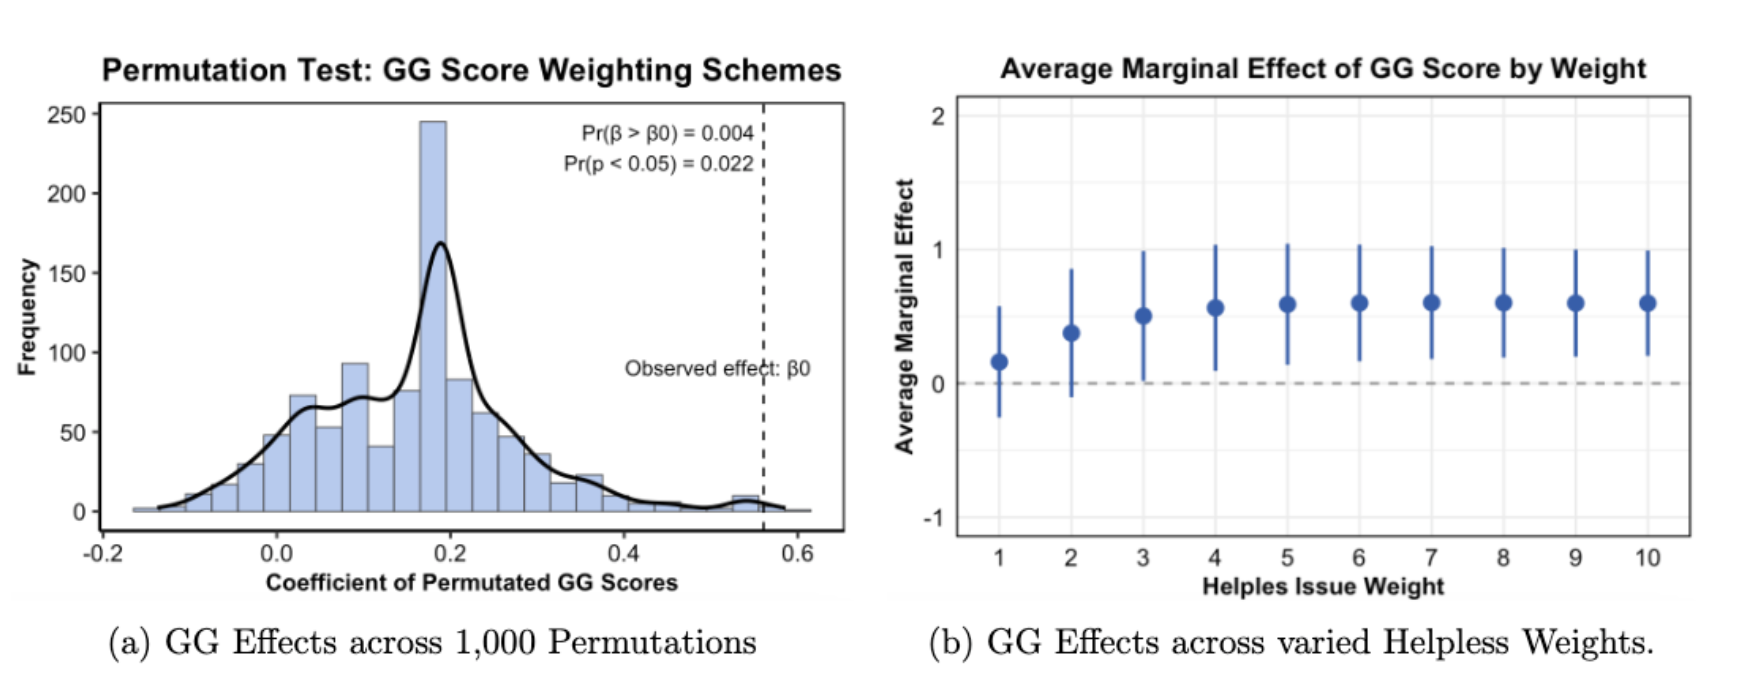 Permutation Test: GG Score Weighting Schemes
250
200
150
100
50
0
Frequency
Pr(β > β0) = 0.004
Pr(p < 0.05) = 0.022
Observed effect: β0
-0.2 0.0 0.2 0.4 0.6
Coefficient of Permutated GG Scores
(a) GG Effects across 1,000 Permutations
Average Marginal Effect of GG Score by Weight
2
1
0
-1
Average Marginal Effect
1 2 3 4 5 6 7 8 9 10
Helples Issue Weight
(b) GG Effects across varied Helpless Weights.